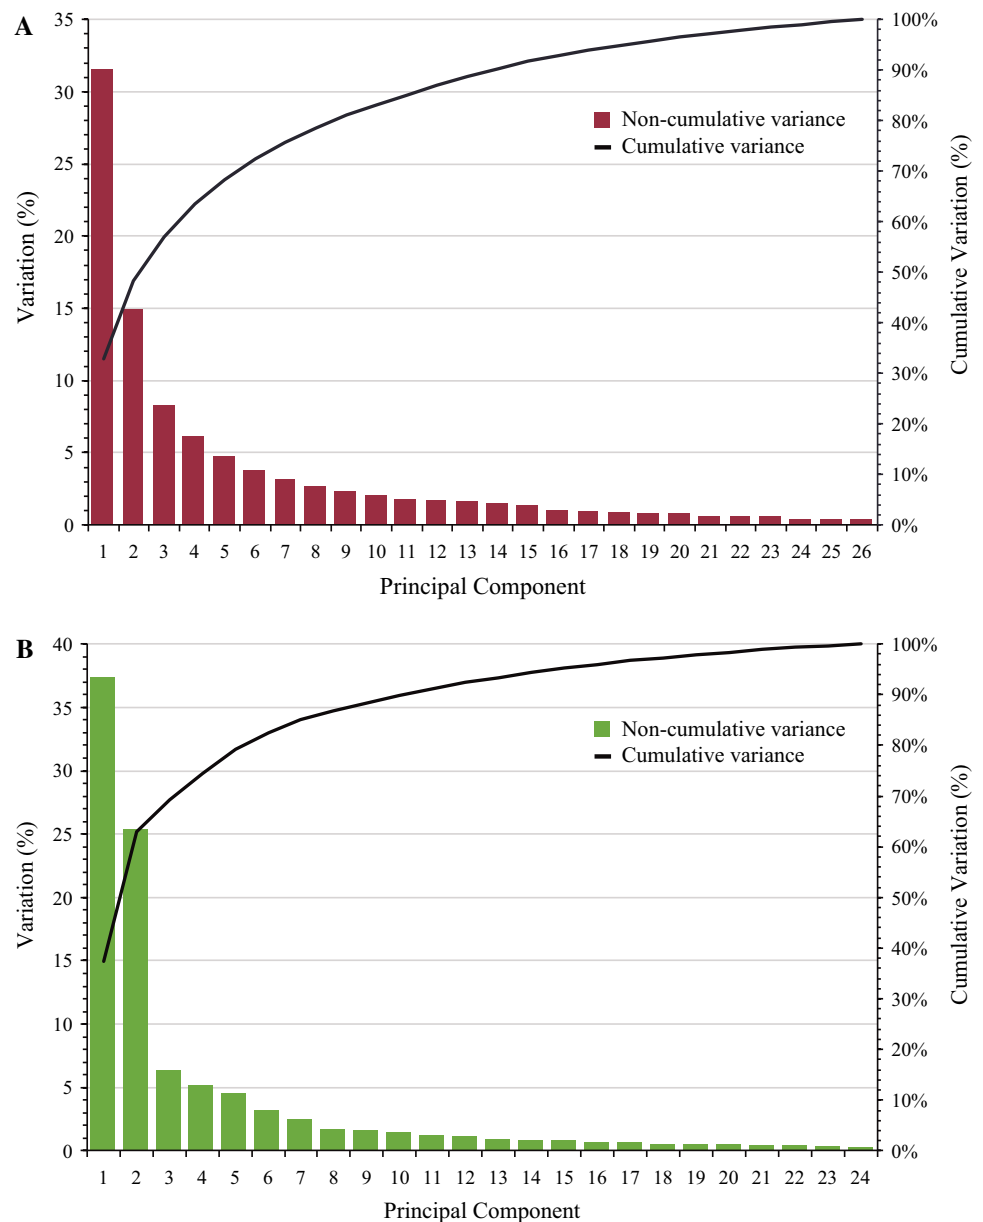 A
35
30
25
20
15
10
5
0
Variation (%)
100%
90%
80%
70%
60%
50%
40%
30%
20%
10%
0%
Cumulative Variation (%)
Non-cumulative variance
Cumulative variance
1 2 3 4 5 6 7 8 9 10 11 12 13 14 15 16 17 18 19 20 21 22 23 24 25 26
Principal Component
B
40
35
30
25
20
15
10
5
0
Variation (%)
100%
90%
80%
70%
60%
50%
40%
30%
20%
10%
0%
Cumulative Variation (%)
Non-cumulative variance
Cumulative variance
1 2 3 4 5 6 7 8 9 10 11 12 13 14 15 16 17 18 19 20 21 22 23 24
Principal Component